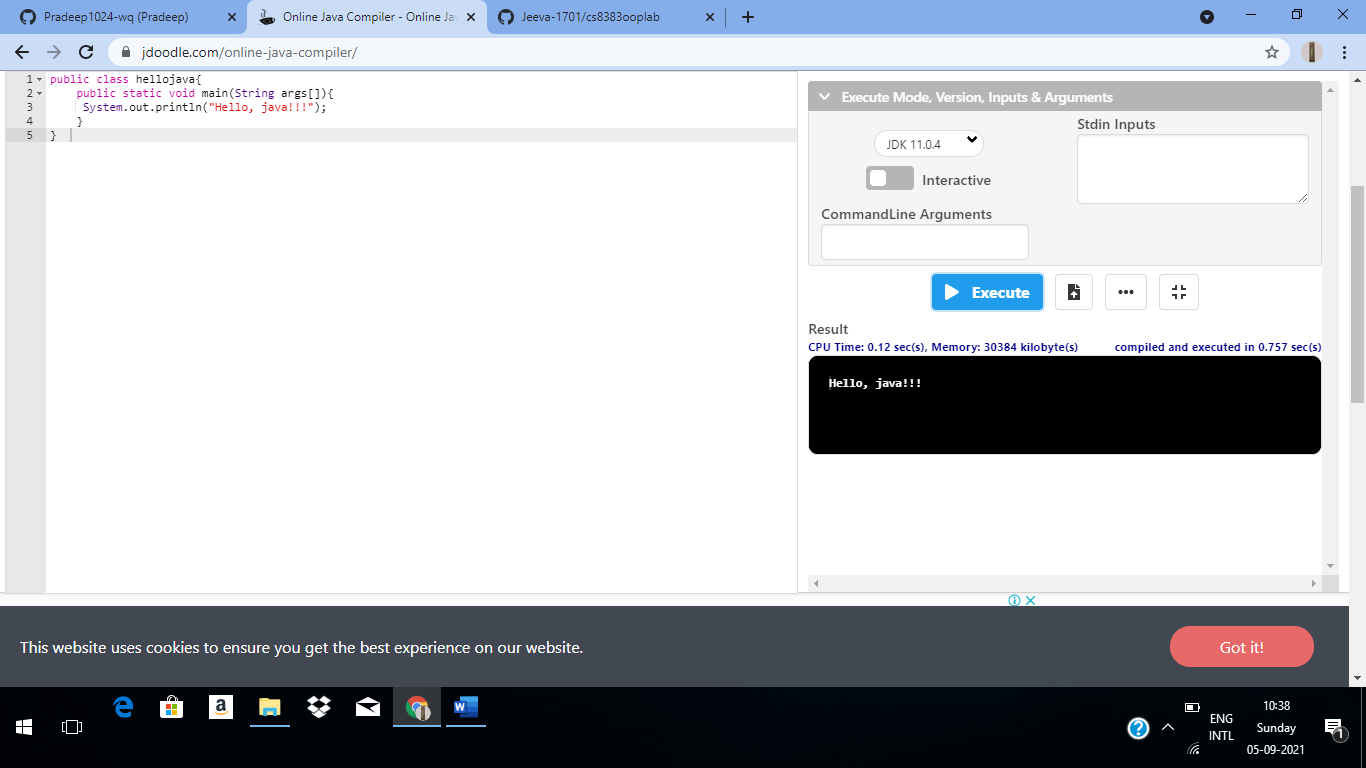 Pradeep1024-wq (Pradeep)
Online Java Compiler - Online Ja
Jeeva-1701/cs8383ooplab
jdoodle.com/online-java-compiler/
1 public class hellojava{
2 public static void main(String args[]){
3 System.out.println("Hello, java!!!");
4 }
5 }
Execute Mode, Version, Inputs & Arguments
JDK 11.0.4
Interactive
Stdin Inputs
CommandLine Arguments
Execute
Result
CPU Time: 0.12 sec(s), Memory: 30384 kilobyte(s)
compiled and executed in 0.757 sec(s)
Hello, java!!!
This website uses cookies to ensure you get the best experience on our website.
Got it!
ENG
INTL
10:38
Sunday
05-09-2021
1